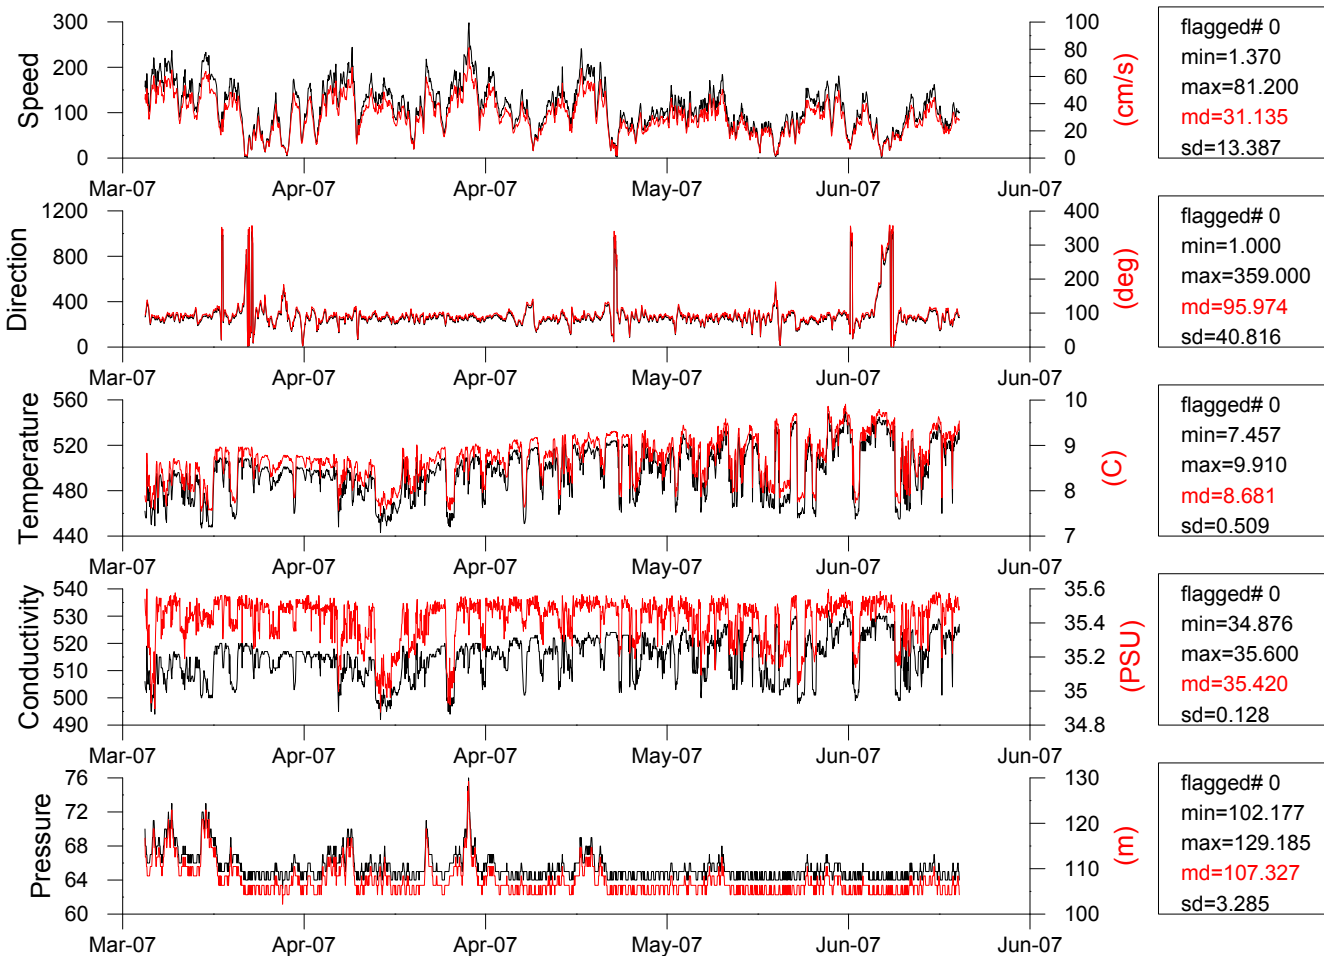 300 100 flagged# 0
80 min=1.370
200
60 max=81.200
Speed (cm/s)
40 md=31.135
100
20 sd=13.387
0 0
Mar-07 Apr-07 Apr-07 May-07 Jun-07 Jun-07
1200 400 flagged# 0
min=1.000
800 300
max=359.000
Direction 200 (deg)
400 md=95.974
100
0 0 sd=40.816
Mar-07 Apr-07 Apr-07 May-07 Jun-07 Jun-07
560 10 flagged# 0
min=7.457
520 9
max=9.910
Temperature (C)
480 8 md=8.681
440 7 sd=0.509
Mar-07 Apr-07 Apr-07 May-07 Jun-07 Jun-07
540 35.6 flagged# 0
530 35.4 min=34.876
520 max=35.600
Conductivity 35.2 (PSU)
510 md=35.420
500 35
490 34.8 sd=0.128
Mar-07 Apr-07 Apr-07 May-07 Jun-07 Jun-07
76 130 flagged# 0
72 120 min=102.177
68 max=129.185
Pressure 110 (m)
64 md=107.327
60 100 sd=3.285
Mar-07 Apr-07 Apr-07 May-07 Jun-07 Jun-07